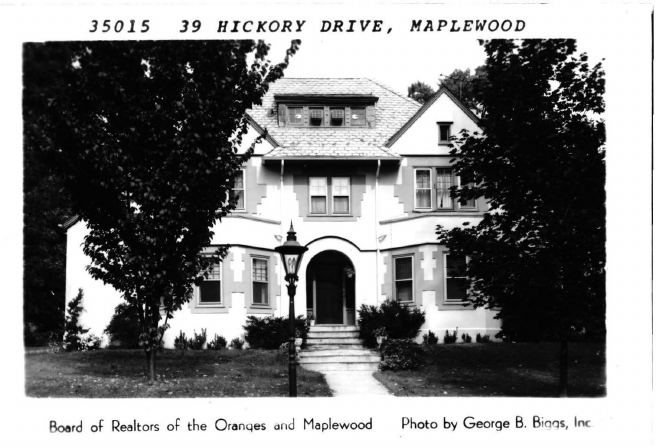 35015 39 HICKORY DRIVE, MAPLEWOOD
Board of Realtors of the Oranges and Maplewood Photo by George B. Biggs, Inc.